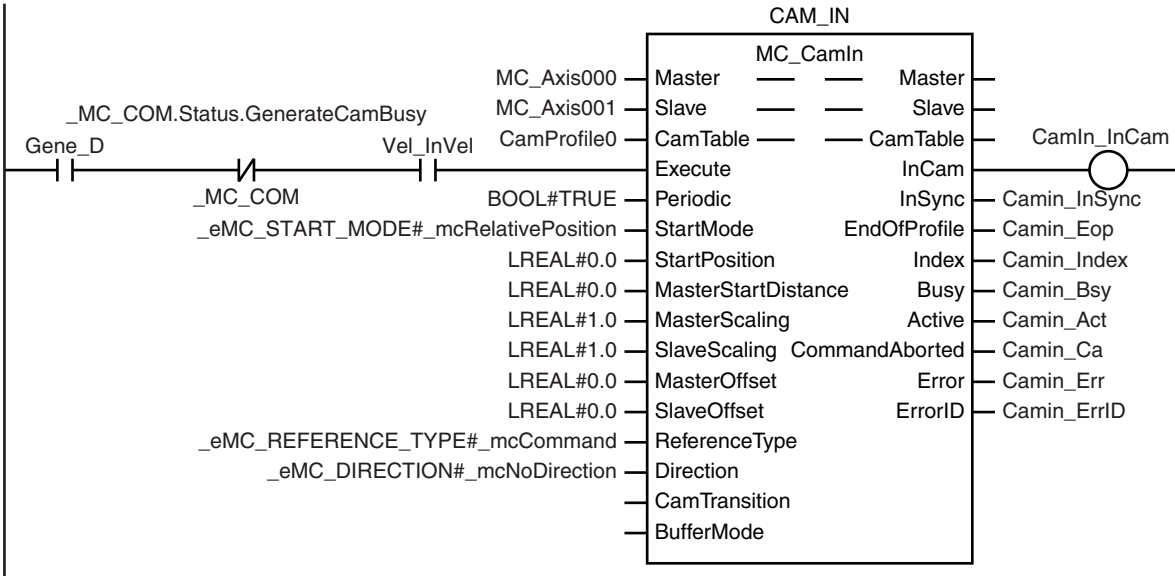 CAM_IN
MC_CamIn
MC_Axis000 Master Master
MC_Axis001 Slave Slave
_MC_COM.Status.GenerateCamBusy
CamProfile0 CamTable CamTable
Gene_D Vel_InVel CamIn_InCam
Execute InCam
_MC_COM
BOOL#TRUE Periodic InSync Camin_InSync
_eMC_START_MODE#_mcRelativePosition StartMode EndOfProfile Camin_Eop
LREAL#0.0 StartPosition Index Camin_Index
LREAL#0.0 MasterStartDistance Busy Camin_Bsy
LREAL#1.0 MasterScaling Active Camin_Act
LREAL#1.0 SlaveScaling CommandAborted Camin_Ca
LREAL#0.0 MasterOffset Error Camin_Err
LREAL#0.0 SlaveOffset ErrorID Camin_ErrID
_eMC_REFERENCE_TYPE#_mcCommand ReferenceType
_eMC_DIRECTION#_mcNoDirection Direction
CamTransition
BufferMode